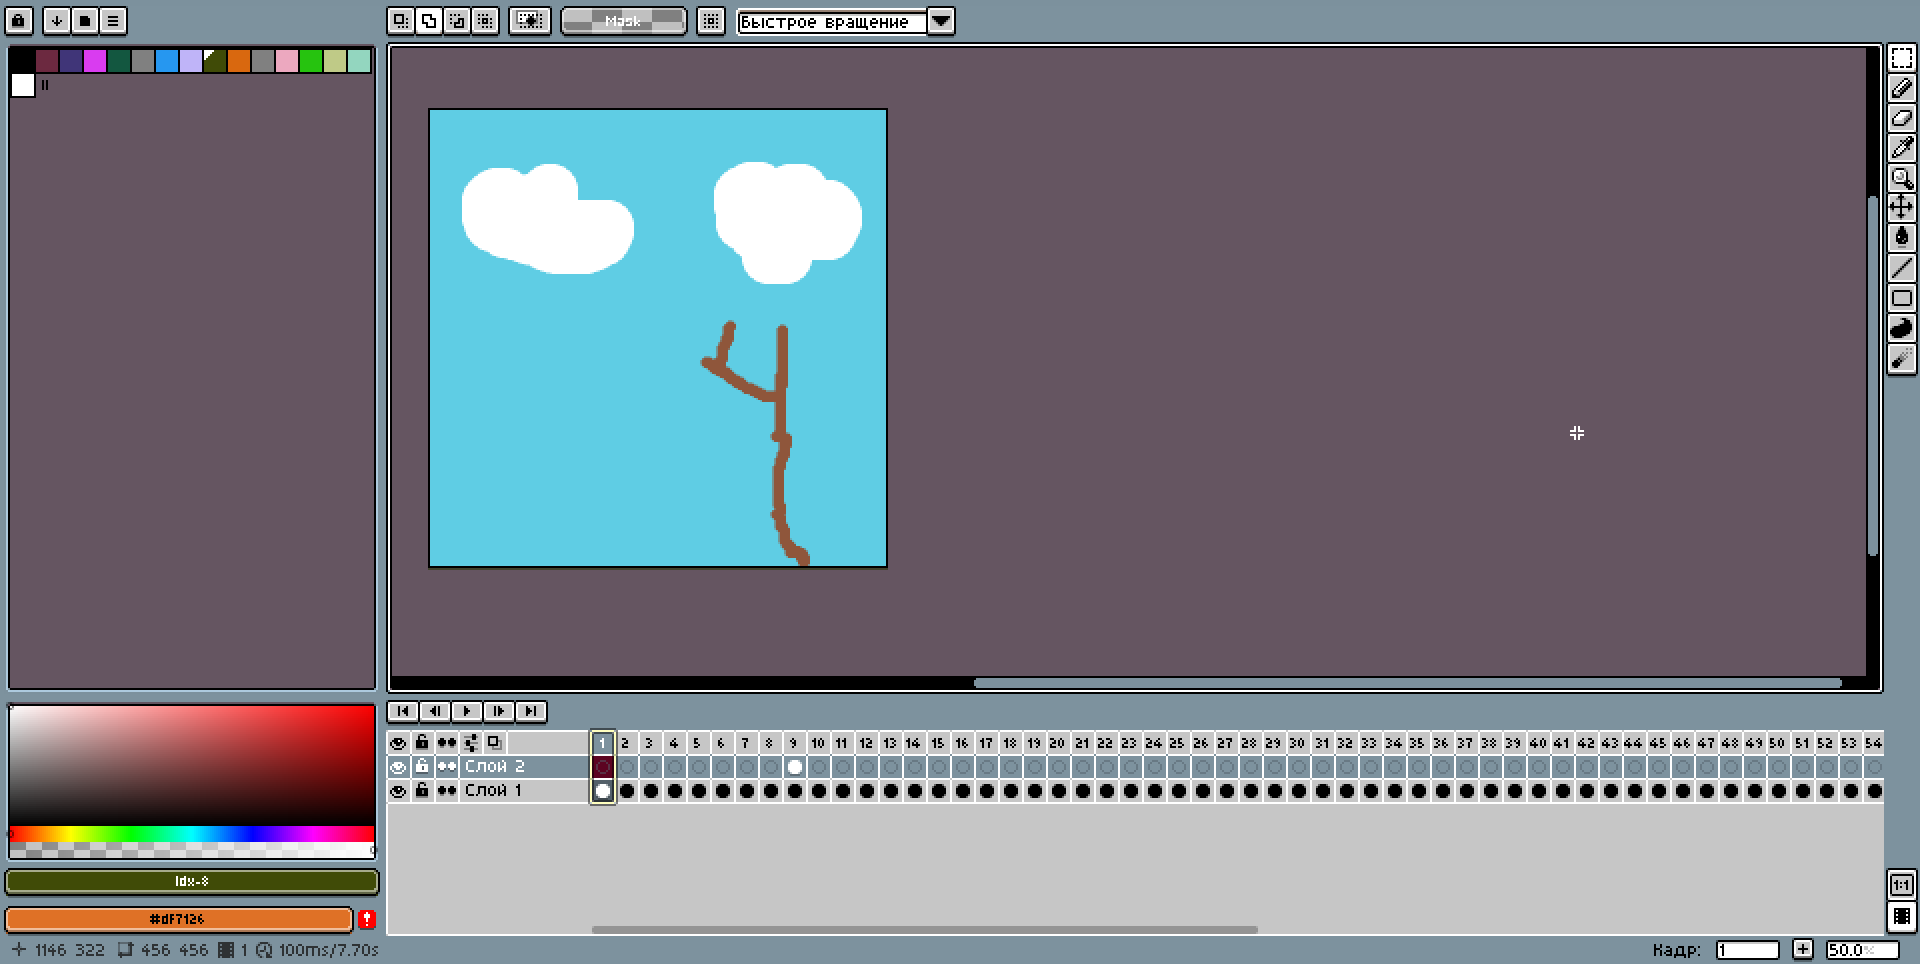 Mask
Быстрое вращение
1 2 3 4 5 6 7 8 9 10 11 12 13 14 15 16 17 18 19 20 21 22 23 24 25 26 27 28 29 30 31 32 33 34 35 36 37 38 39 40 41 42 43 44 45 46 47 48 49 50 51 52 53 54
Слой 2
Слой 1
Idx-8
#df7126
1:1
1146 322 456 456 1 100ms/7.70s
Кадр: 1 + 50.0%